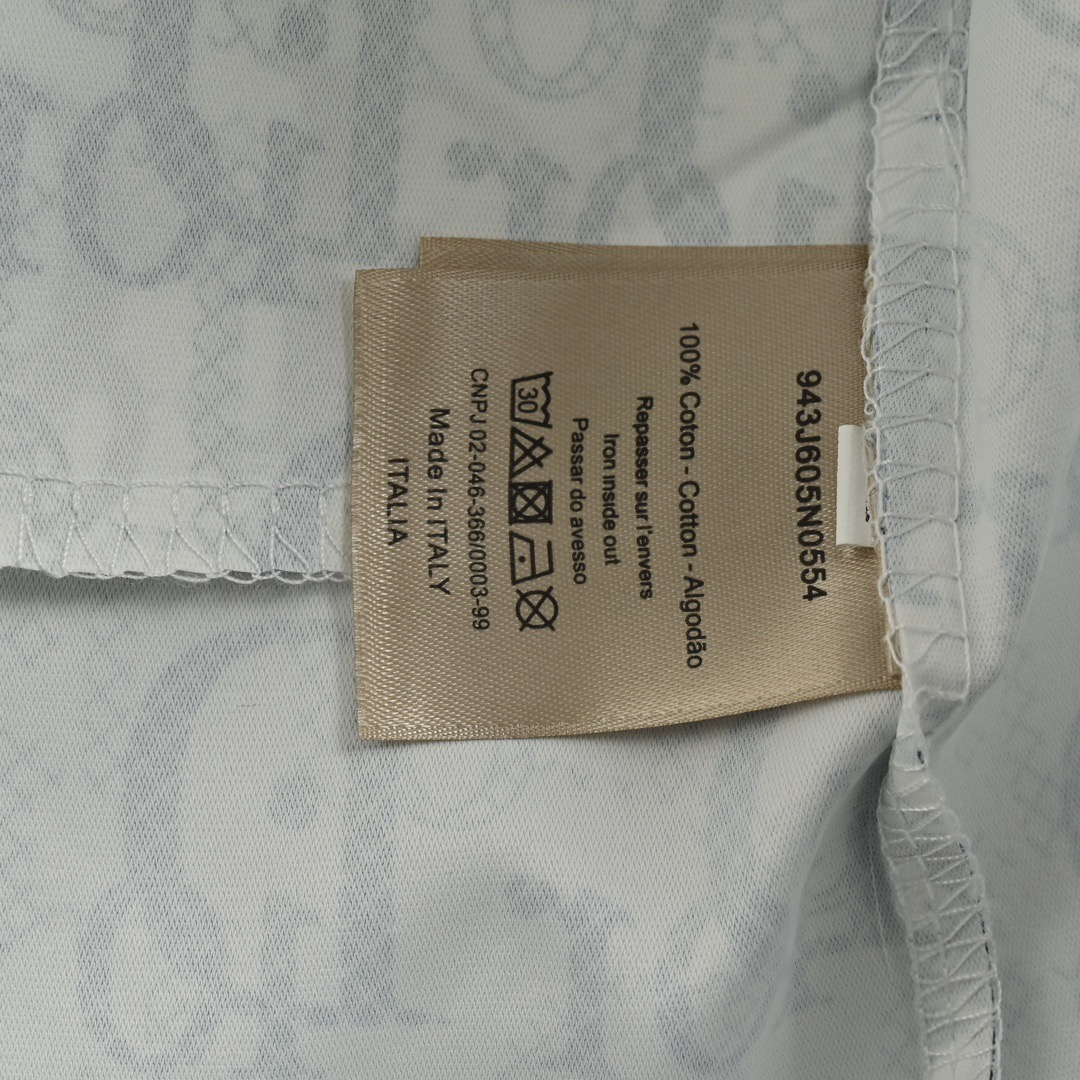 943J605N0554
100% Coton - Cotton - Algodão
Repasser sur l'envers
Iron inside out
Passar do avesso
30
CNPJ 02-046-366/0003-99
Made In ITALY
ITALIA